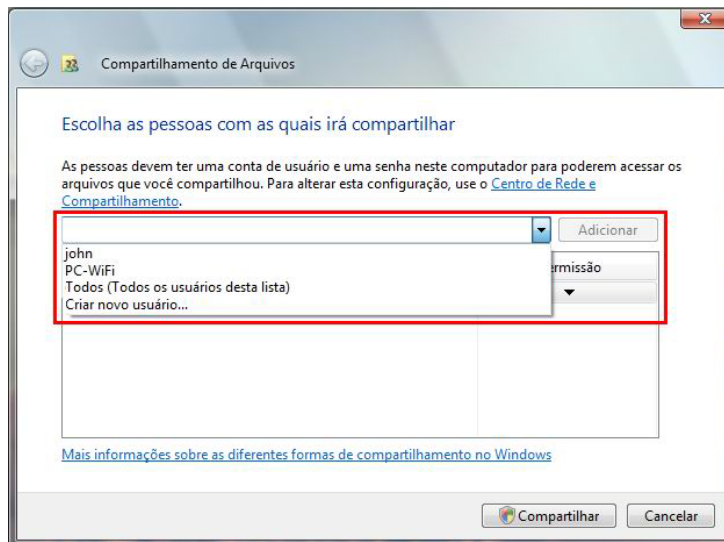 Compartilhamento de Arquivos
Escolha as pessoas com as quais irá compartilhar
As pessoas devem ter uma conta de usuário e uma senha neste computador para poderem acessar os
arquivos que você compartilhou. Para alterar esta configuração, use o Centro de Rede e
Compartilhamento.
Adicionar
john
PC-WiFi
Todos (Todos os usuários desta lista)
Criar novo usuário...
ermissão
Mais informações sobre as diferentes formas de compartilhamento no Windows
Compartilhar Cancelar